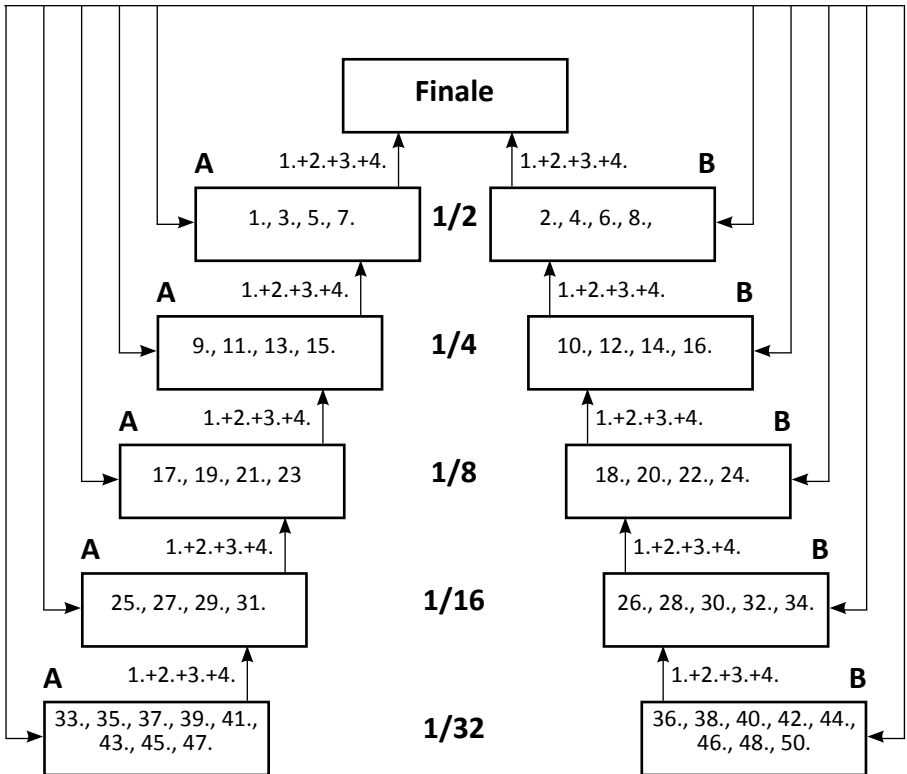 Finale
A 1.+2.+3.+4. 1.+2.+3.+4. B
1., 3., 5., 7. 1/2 2., 4., 6., 8.,
A 1.+2.+3.+4. 1.+2.+3.+4. B
9., 11., 13., 15. 1/4 10., 12., 14., 16.
A 1.+2.+3.+4. 1.+2.+3.+4. B
17., 19., 21., 23 1/8 18., 20., 22., 24.
A 1.+2.+3.+4. 1.+2.+3.+4. B
25., 27., 29., 31. 1/16 26., 28., 30., 32., 34.
A 1.+2.+3.+4. 1.+2.+3.+4. B
33., 35., 37., 39., 41., 1/32 36., 38., 40., 42., 44.,
43., 45., 47. 46., 48., 50.